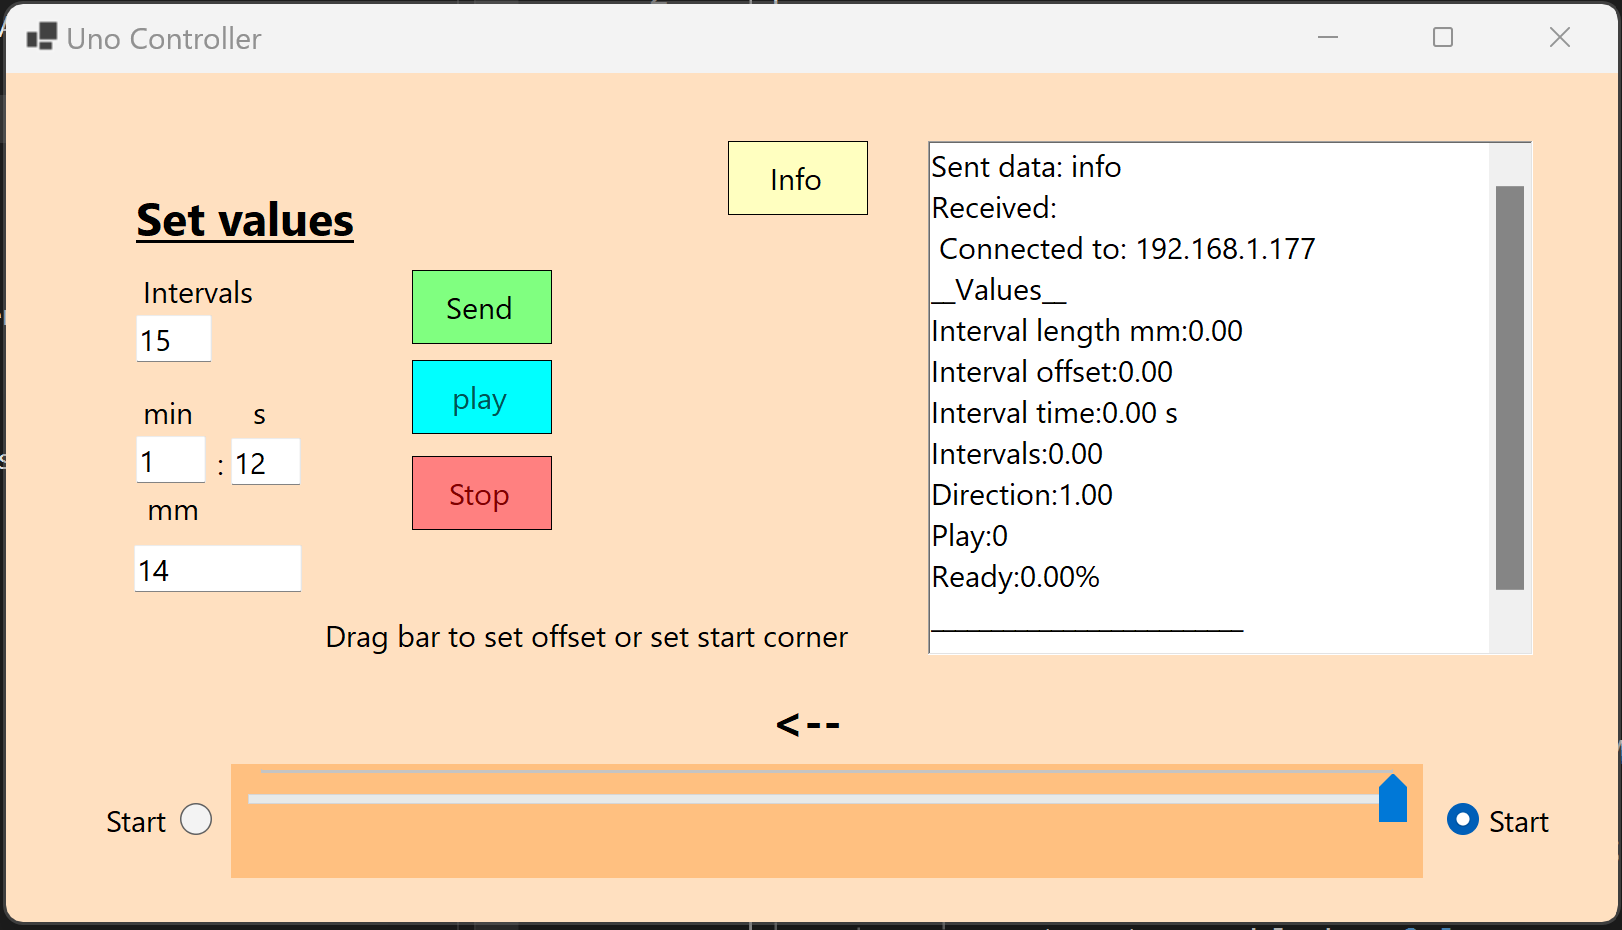 Uno Controller
Info
Set values
Intervals
15
Send
min s
1 : 12
play
mm
14
Stop
Sent data: info
Received:
Connected to: 192.168.1.177
__Values__
Interval length mm:0.00
Interval offset:0.00
Interval time:0.00 s
Intervals:0.00
Direction:1.00
Play:0
Ready:0.00%
__________________________
Drag bar to set offset or set start corner
<--
Start
Start